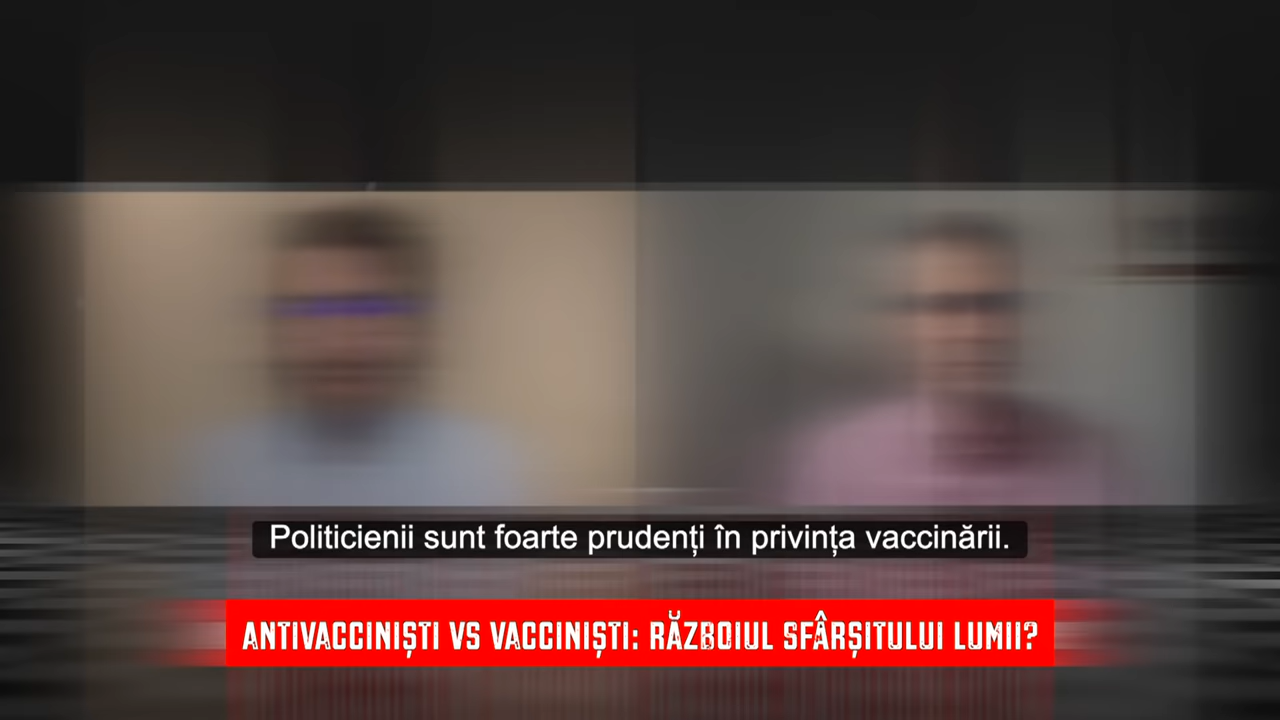 Politicienii sunt foarte prudenți în privința vaccinării.
ANTIVACCINIȘTI VS VACCINIȘTI: RĂZBOIUL SFÂRȘITULUI LUMII?